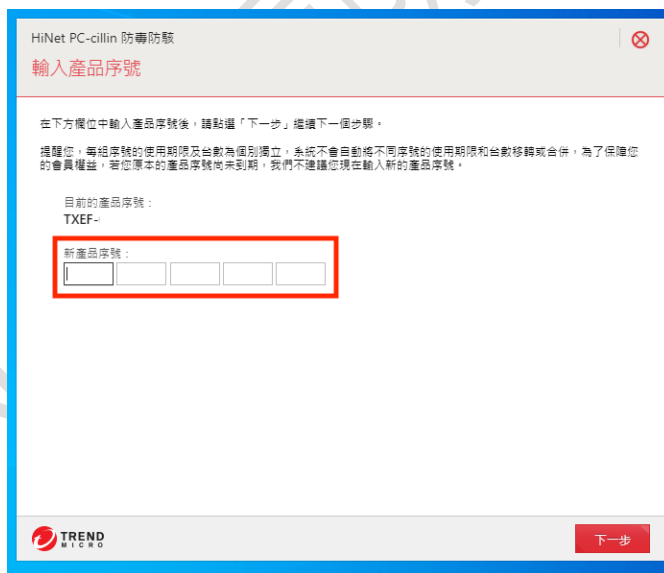 HiNet PC-cillin 防毒防駭
輸入產品序號
在下方欄位中輸入產品序號後，請點選「下一步」繼續下一個步驟。
提醒您，每組序號的使用期限及台數為個別獨立，系統不會自動將不同序號的使用期限和台數移轉或合併，為了保障您
的會員權益，若您原本的產品序號尚未到期，我們不建議您現在輸入新的產品序號。
目前的產品序號：
TXEF-
新產品序號：
TREND
MICRO
下一步